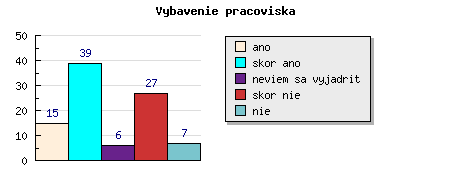 Vybavenie pracoviska
50
40
30
20
10
0
15
39
6
27
7
ano
skor ano
neviem sa vyjadrit
skor nie
nie